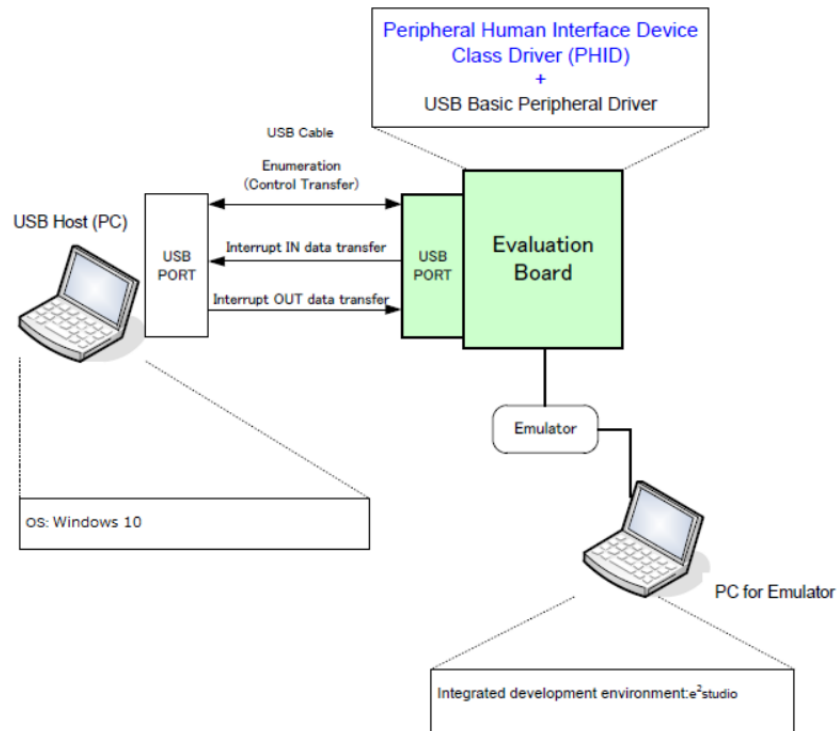 Peripheral Human Interface Device
Class Driver (PHID)
+
USB Basic Peripheral Driver
USB Cable
Enumeration
(Control Transfer)
USB Host (PC)
USB
PORT
Interrupt IN data transfer
Interrupt OUT data transfer
USB
PORT
Evaluation
Board
Emulator
OS: Windows 10
PC for Emulator
Integrated development environment:e²studio